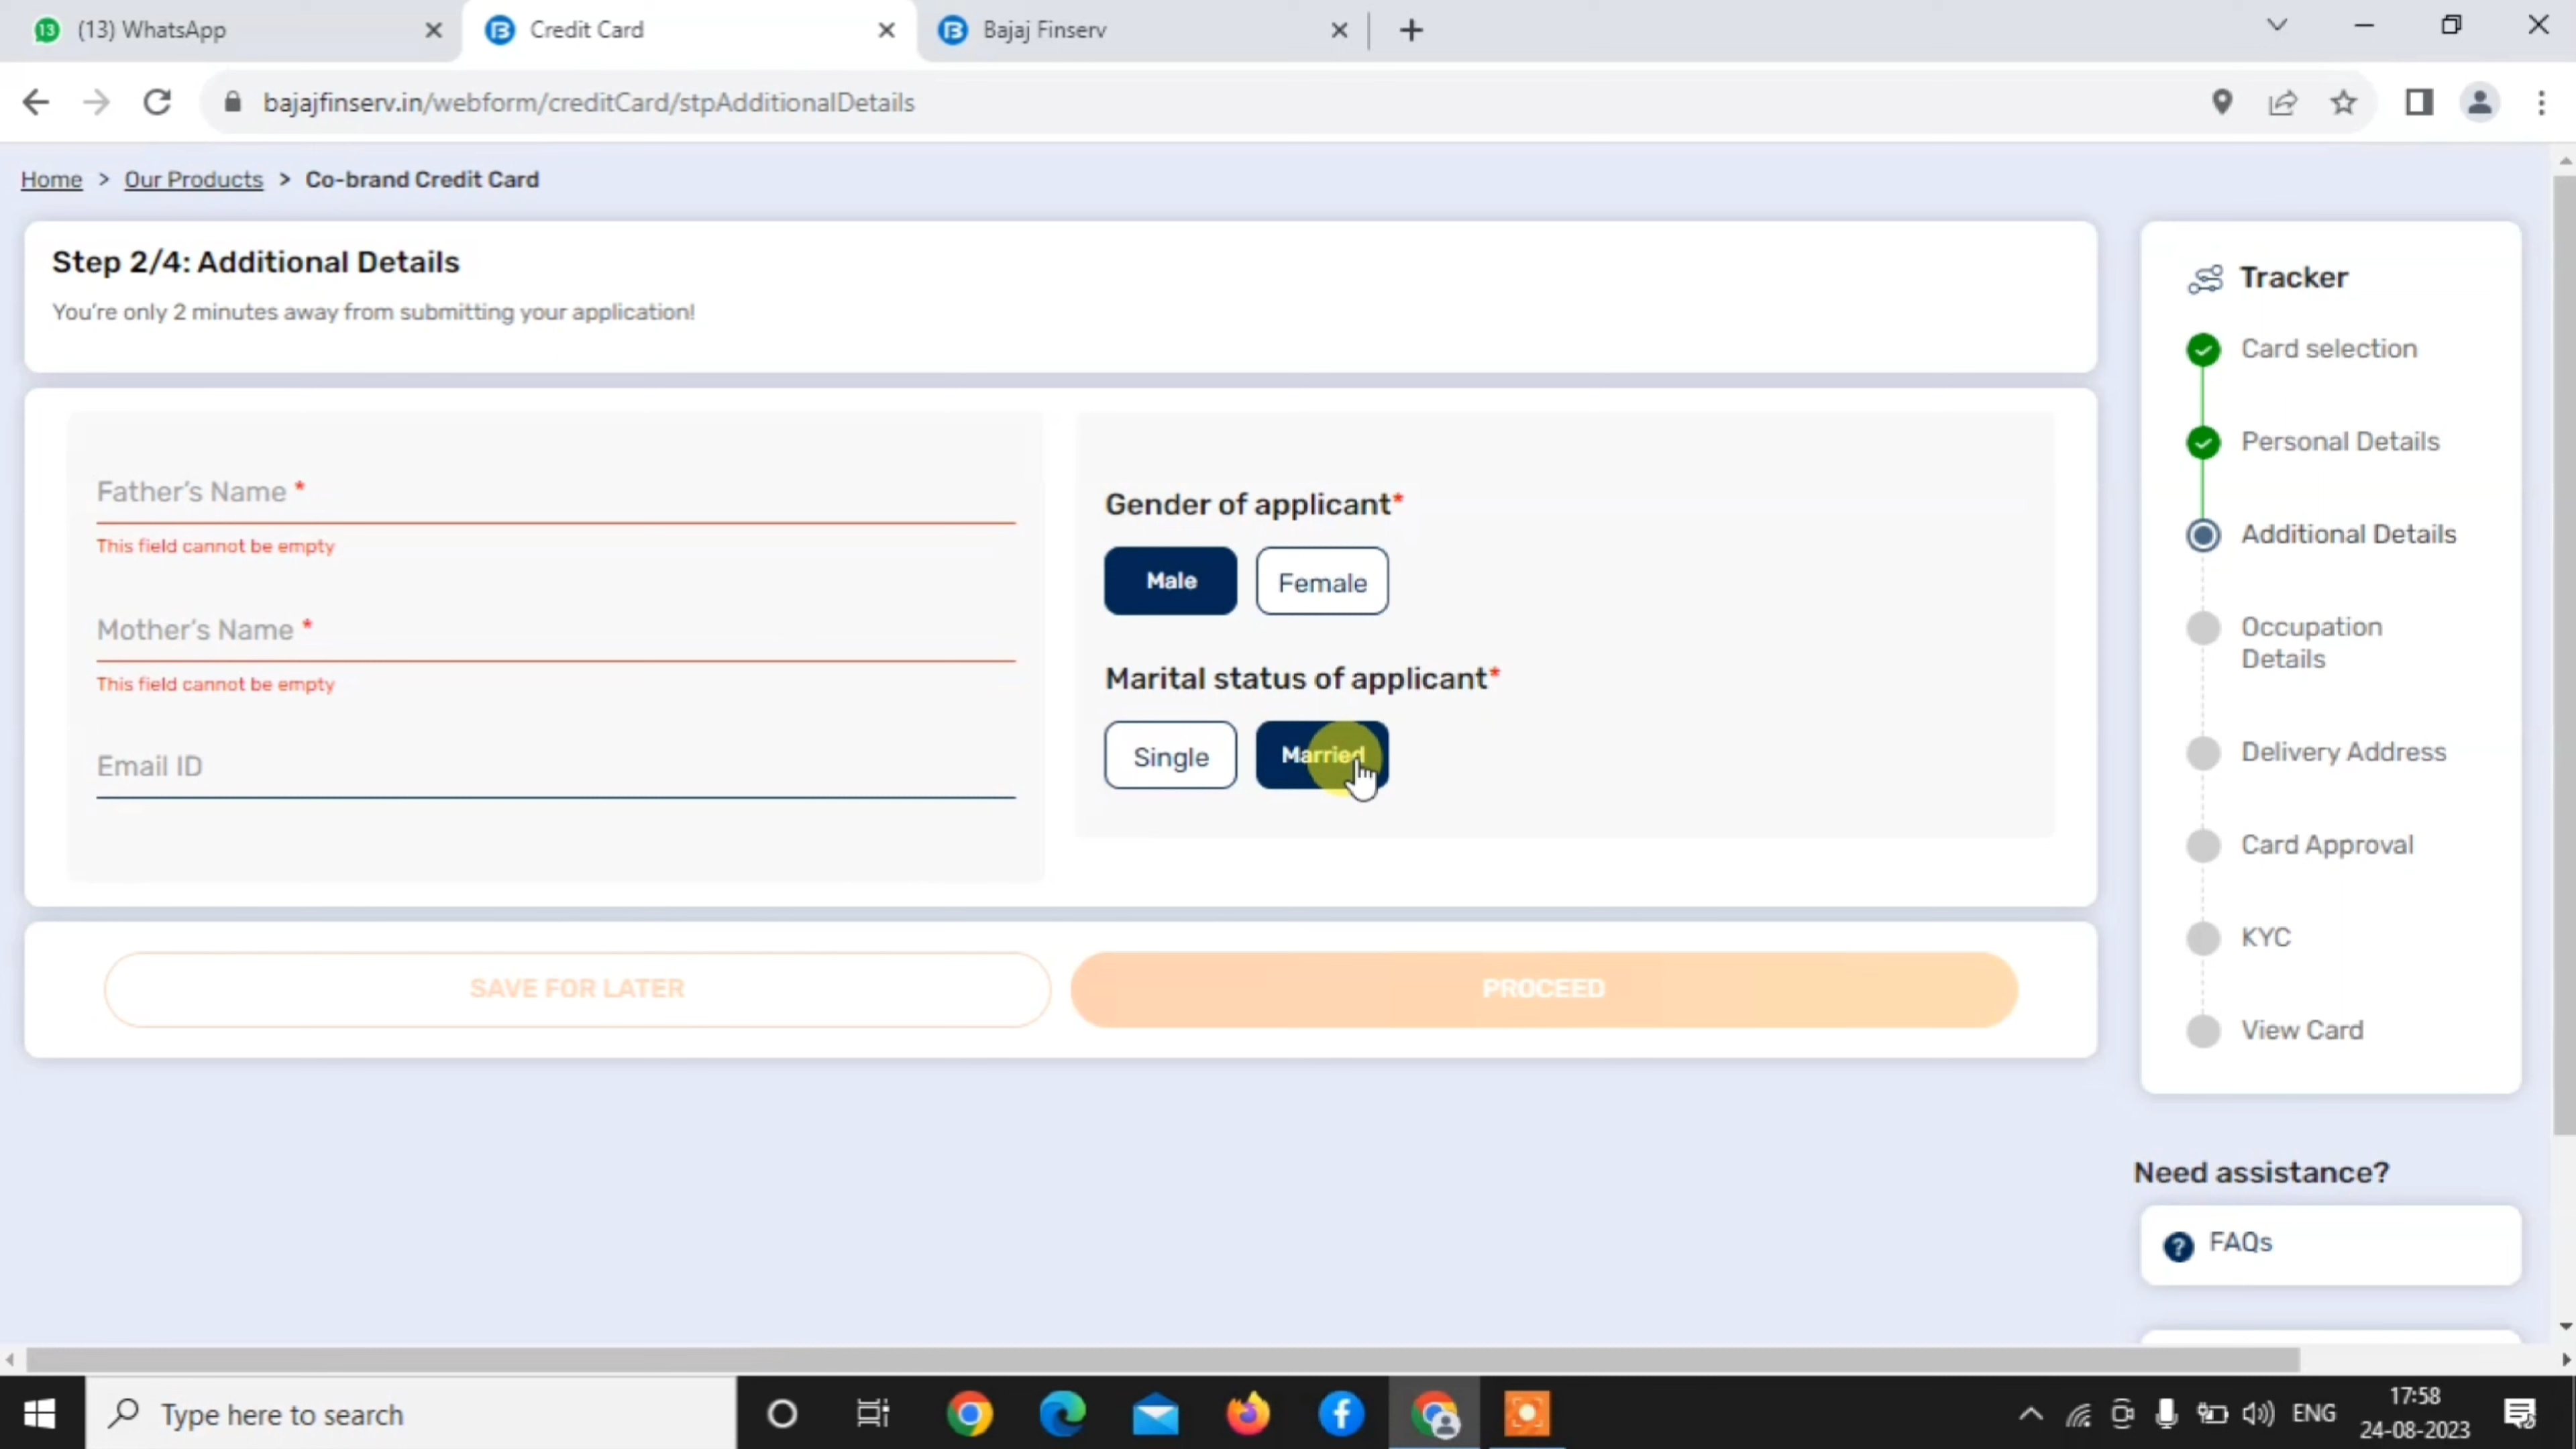 (13) WhatsApp
Credit Card
Bajaj Finserv
bajajfinserv.in/webform/creditCard/stpAdditionalDetails
Home > Our Products > Co-brand Credit Card
Step 2/4: Additional Details
You're only 2 minutes away from submitting your application!
Father's Name *
This field cannot be empty
Mother's Name *
This field cannot be empty
Email ID
Gender of applicant*
Male
Female
Marital status of applicant*
Single
Married
SAVE FOR LATER
PROCEED
Tracker
Card selection
Personal Details
Additional Details
Occupation
Details
Delivery Address
Card Approval
KYC
View Card
Need assistance?
FAQs
Type here to search
ENG
17:58
24-08-2023